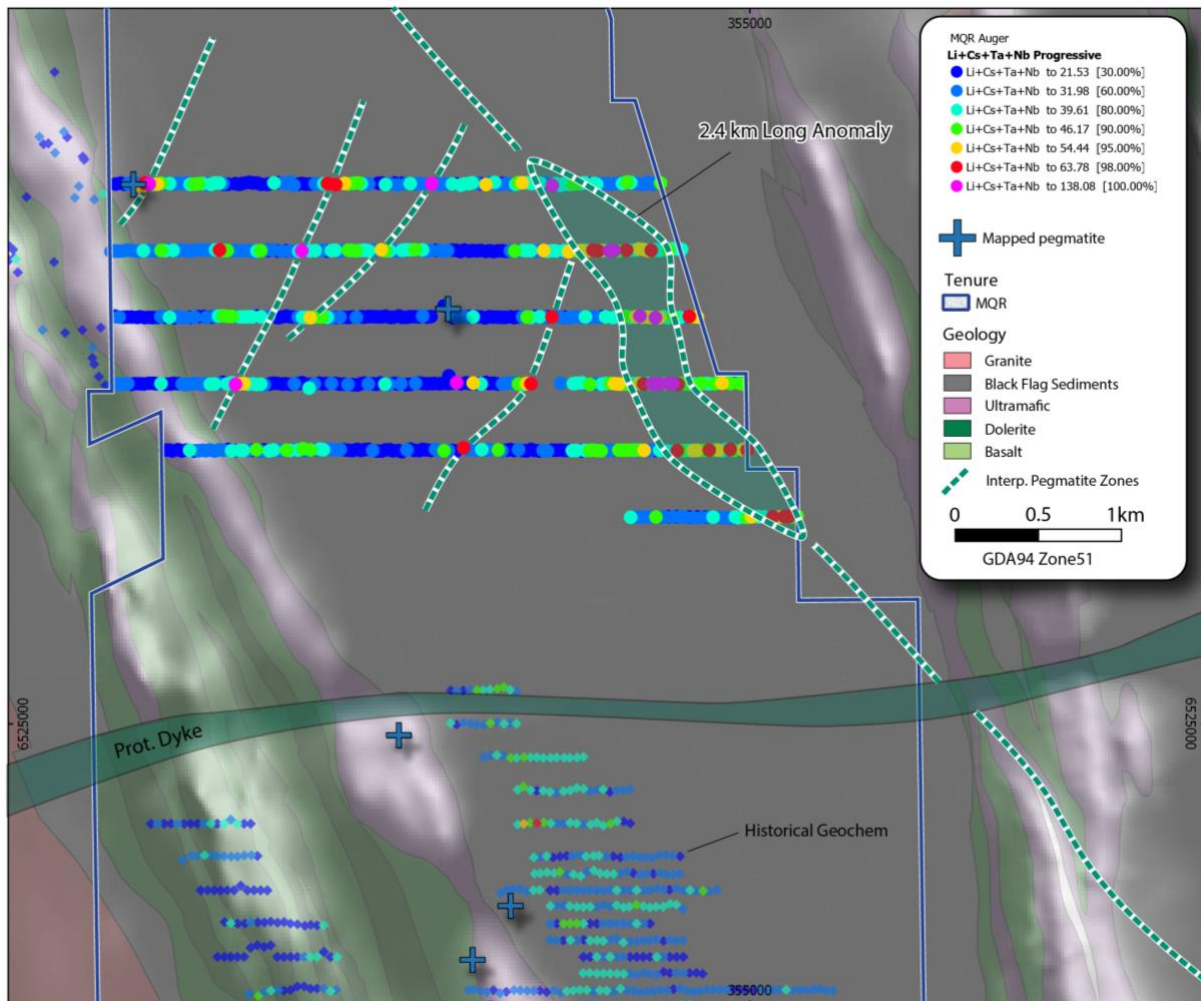 355000
MQR Auger
Li+Cs+Ta+Nb Progressive
Li+Cs+Ta+Nb to 21.53 [30.00%]
Li+Cs+Ta+Nb to 31.98 [60.00%]
Li+Cs+Ta+Nb to 39.61 [80.00%]
Li+Cs+Ta+Nb to 46.17 [90.00%]
Li+Cs+Ta+Nb to 54.44 [95.00%]
Li+Cs+Ta+Nb to 63.78 [98.00%]
Li+Cs+Ta+Nb to 138.08 [100.00%]
Mapped pegmatite
Tenure
MQR
Geology
Granite
Black Flag Sediments
Ultramafic
Dolerite
Basalt
Interp. Pegmatite Zones
0 0.5 1km
GDA94 Zone51
2.4 km Long Anomaly
6525000
6525000
Prot. Dyke
Historical Geochem
355000